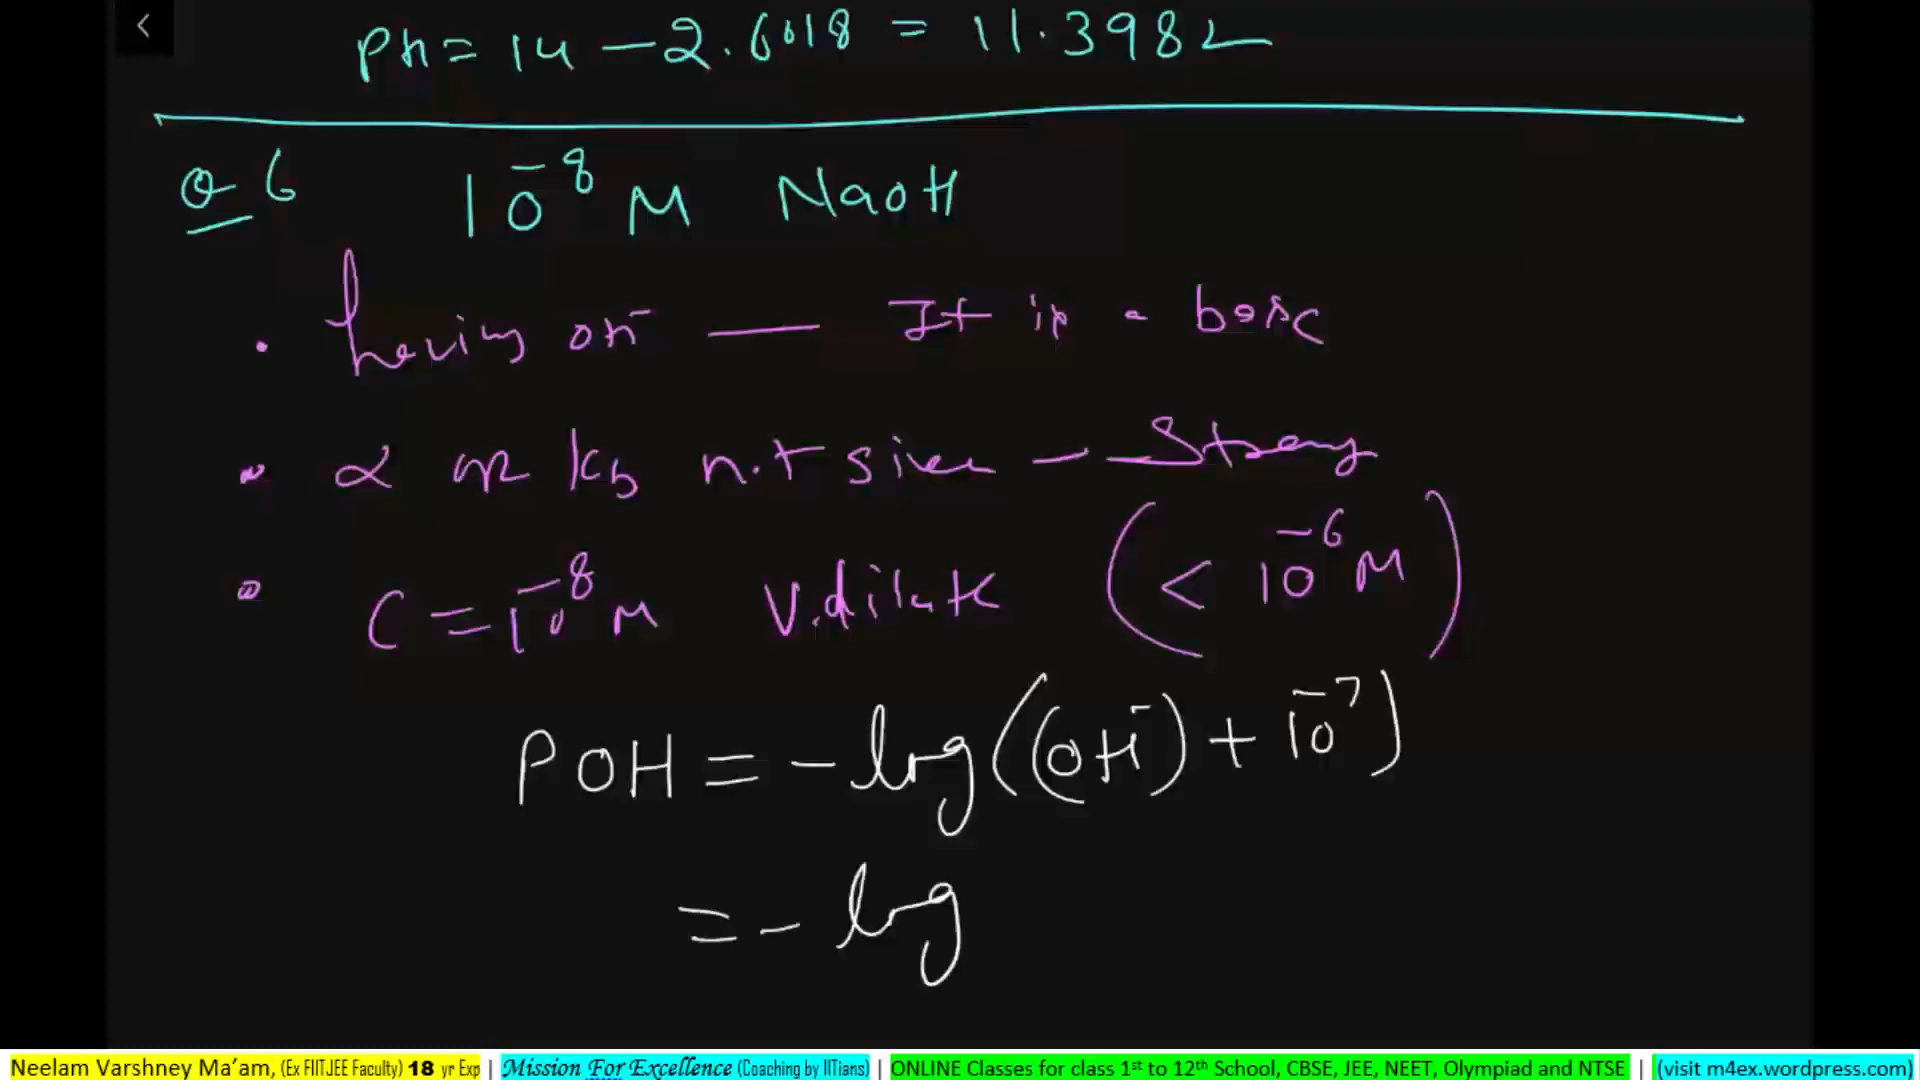 PH = 14 - 2.6018 = 11.3982
Q 6 10⁻⁸ M NaOH
• having OH⁻ — It is a base
• α or Kb not given - Strong
• C = 10⁻⁸ M V.dilute (< 10⁻⁶ M)
POH = - log ((OH⁻) + 10⁻⁷)
= - log
Neelam Varshney Ma’am, (Ex FIITJEE Faculty) 18 yr Exp | Mission For Excellence (Coaching by IITians) | ONLINE Classes for class 1st to 12th School, CBSE, JEE, NEET, Olympiad and NTSE | (visit m4ex.wordpress.com)